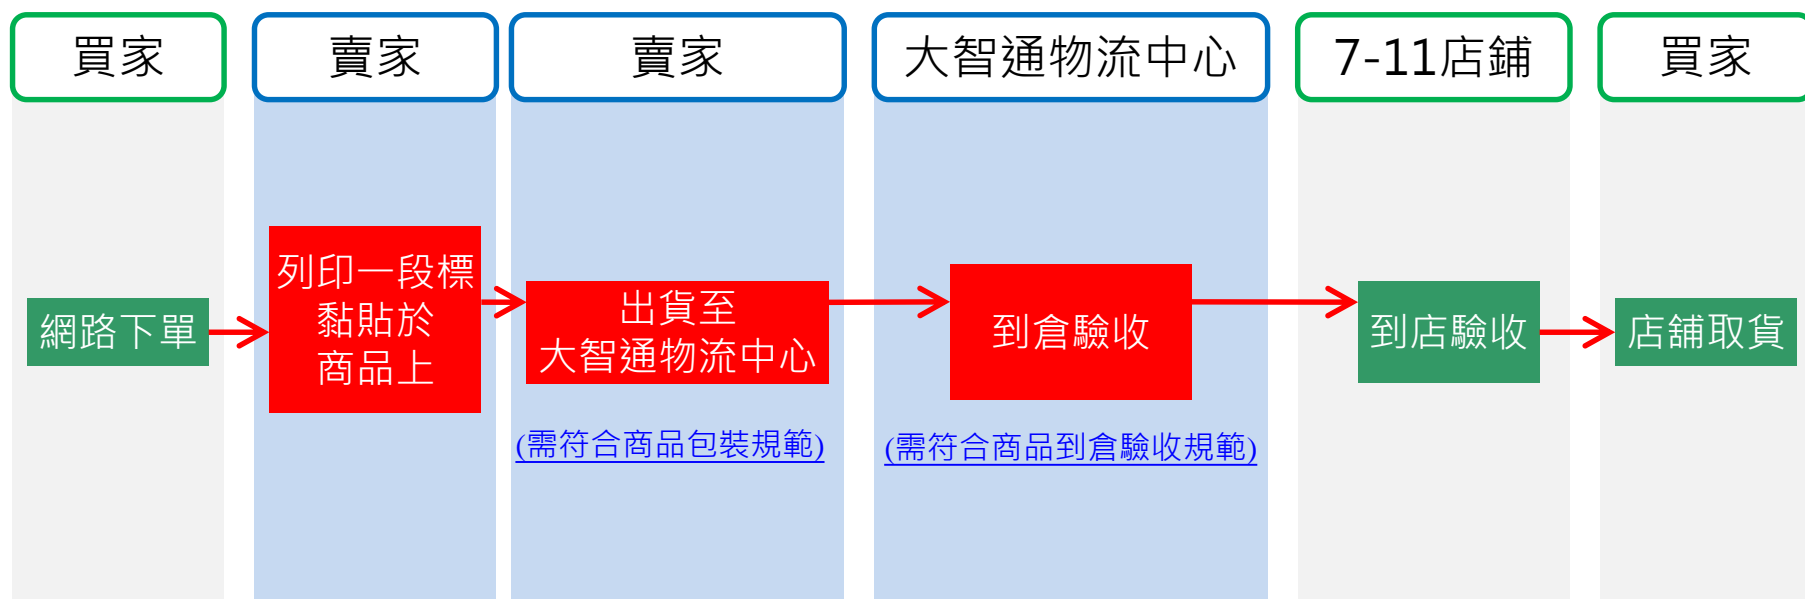 買家
賣家
賣家
大智通物流中心
7-11店鋪
買家
網路下單
列印一段標
黏貼於
商品上
出貨至
大智通物流中心
(需符合商品包裝規範)
到倉驗收
(需符合商品到倉驗收規範)
到店驗收
店舖取貨